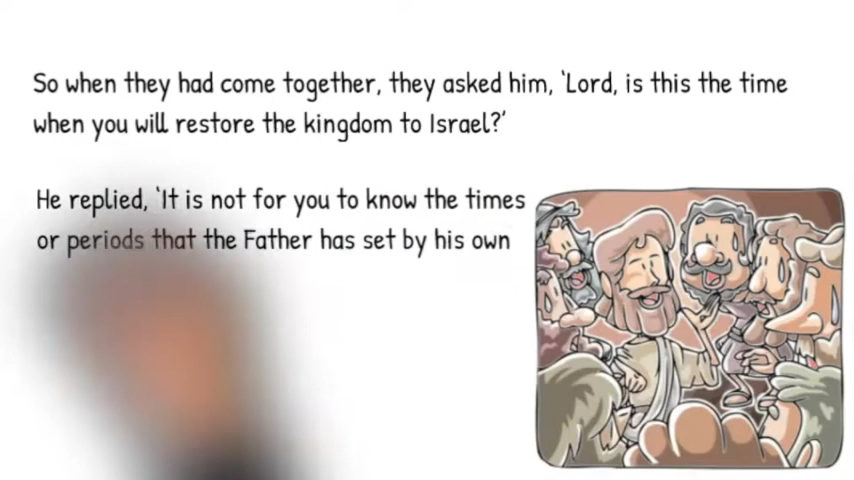 So when they had come together, they asked him, 'Lord, is this the time
when you will restore the kingdom to Israel?'
He replied, 'It is not for you to know the times
or periods that the Father has set by his own